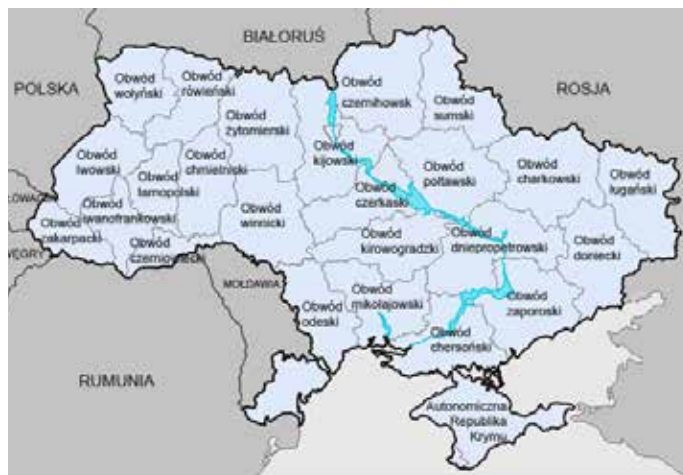 BIAŁORUŚ
POLSKA
ROSJA
Obwód
wołyński
Obwód
rówieński
Obwód
żytomierski
Obwód
czernihowsk
Obwód
sumski
Obwód
lwowski
Obwód
tarnopolski
Obwód
chmielnicki
Obwód
kijowski
Obwód
czerkaski
Obwód
połtawski
Obwód
charkowski
Obwód
ługański
Obwód
iwanofrankowski
Obwód
zakarpacki
Obwód
Obwód
winnicki
Obwód
kirowogradzki
Obwód
dniepropetrowski
Obwód
doniecki
WĘGRY
MOŁDAWIA
Obwód
odeski
Obwód
mikołajowski
Obwód
zaporoski
Obwód
chersoński
RUMUNIA
Autonomiczna
Republika
Krymu